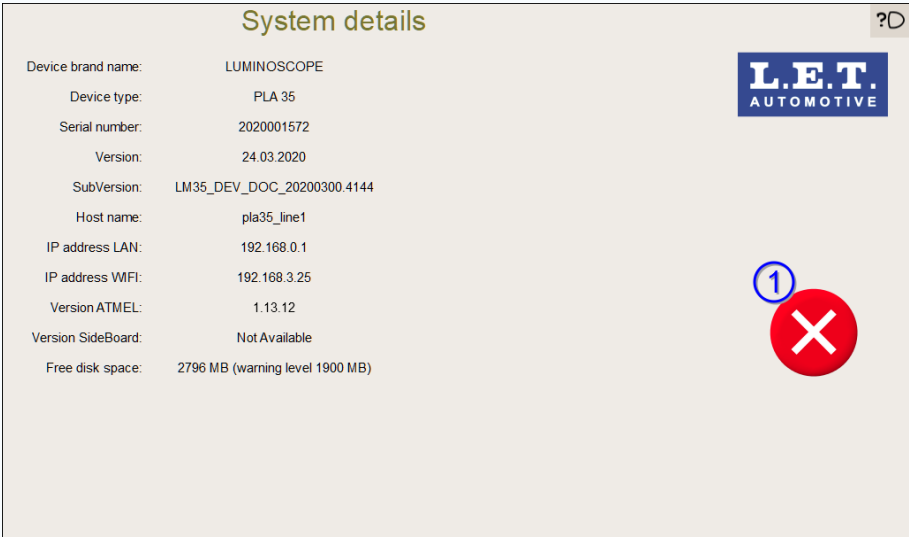 System details
?D
Device brand name: LUMINOSCOPE
Device type: PLA 35
Serial number: 2020001572
Version: 24.03.2020
SubVersion: LM35_DEV_DOC_20200300.4144
Host name: pla35_line1
IP address LAN: 192.168.0.1
IP address WIFI: 192.168.3.25
Version ATMEL: 1.13.12
Version SideBoard: Not Available
Free disk space: 2796 MB (warning level 1900 MB)
L.E.T.
AUTOMOTIVE
1